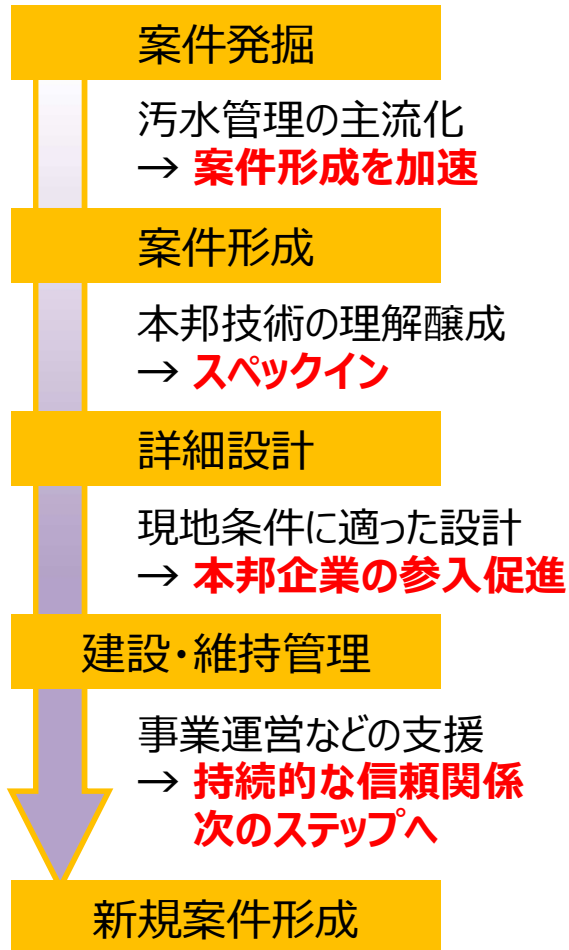 案件発掘
汚水管理の主流化
→ 案件形成を加速
案件形成
本邦技術の理解醸成
→ スペックイン
詳細設計
現地条件に適った設計
→ 本邦企業の参入促進
建設・維持管理
事業運営などの支援
→ 持続的な信頼関係
次のステップへ
新規案件形成